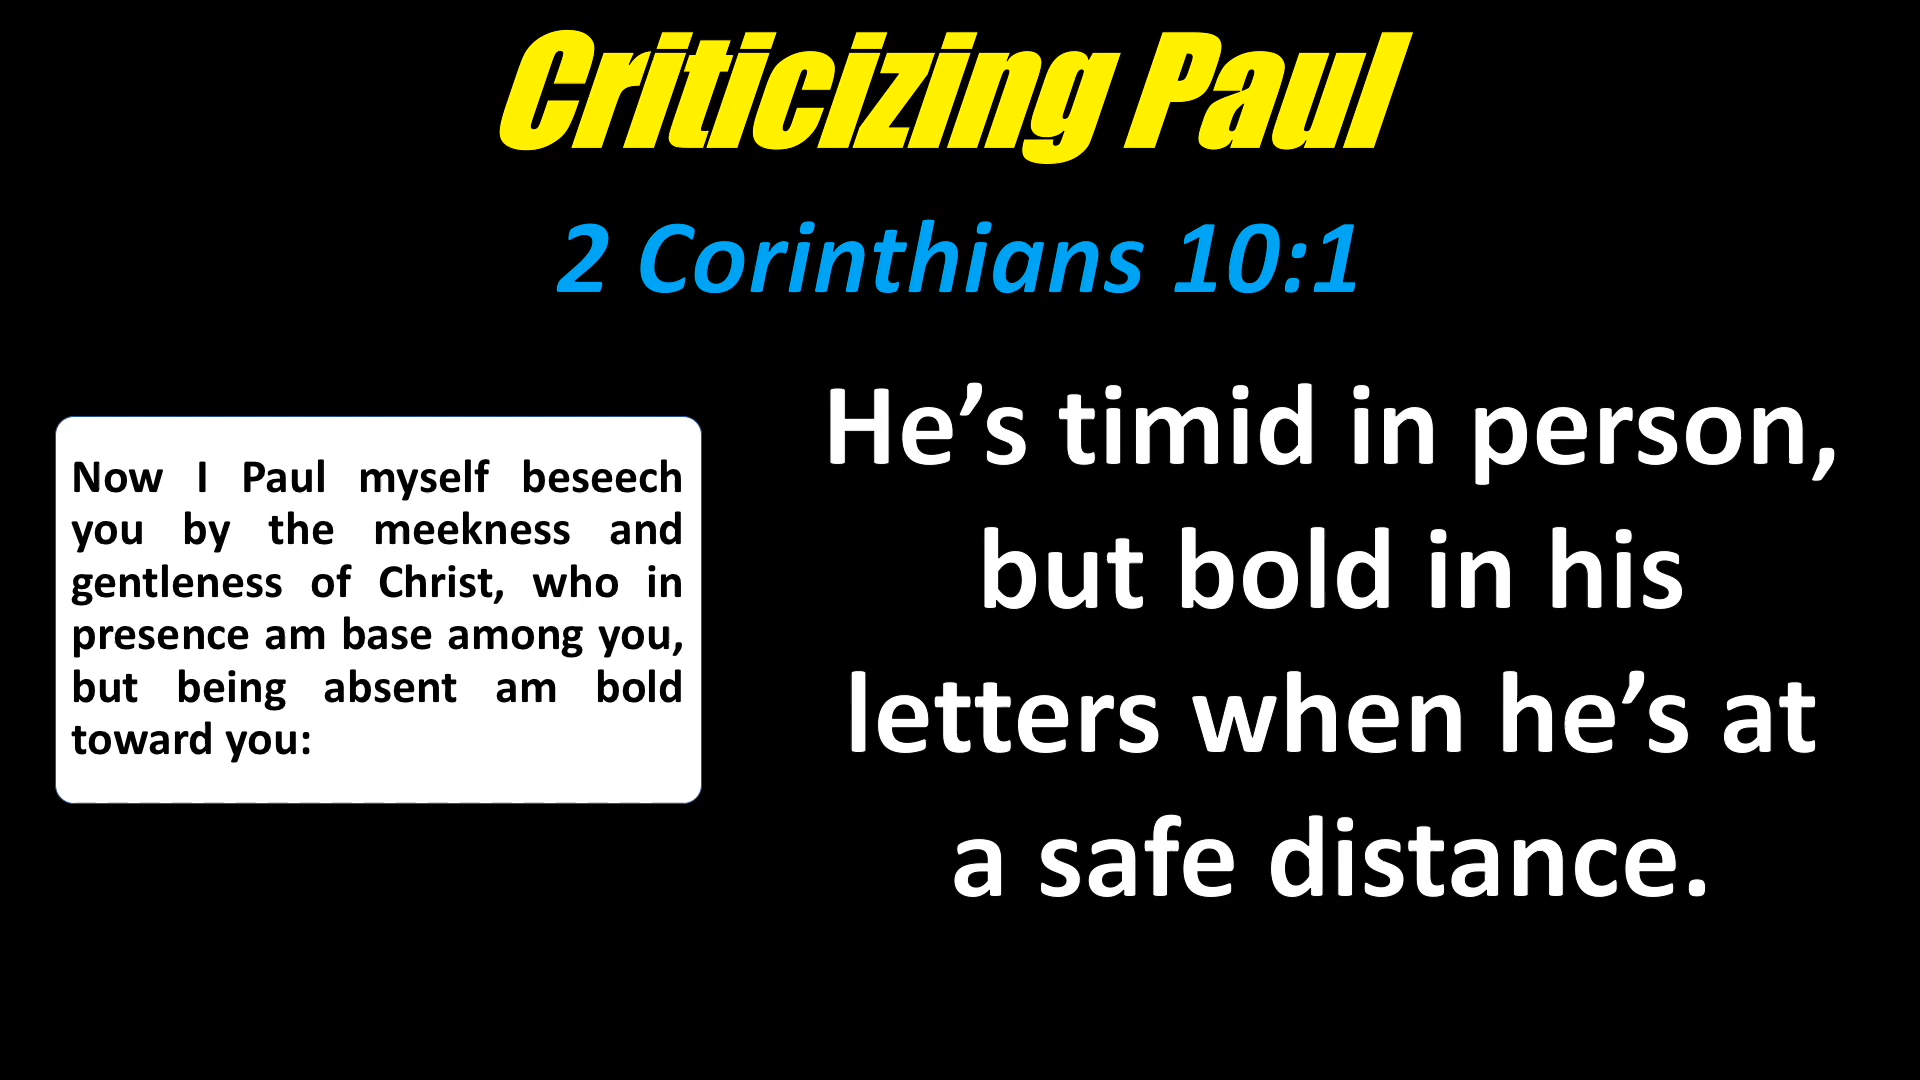 Criticizing Paul
2 Corinthians 10:1
Now I Paul myself beseech
you by the meekness and
gentleness of Christ, who in
presence am base among you,
but being absent am bold
toward you:
He’s timid in person,
but bold in his
letters when he’s at
a safe distance.